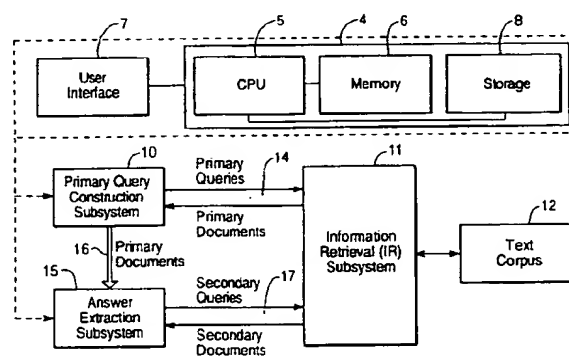 7
5
4
6
8
User
Interface
CPU
Memory
Storage
10
14
11
12
Primary Query
Construction
Subsystem
Primary
Queries
Primary
Documents
16
Primary
Documents
Information
Retrieval (IR)
Subsystem
Text
Corpus
15
17
Answer
Extraction
Subsystem
Secondary
Queries
Secondary
Documents